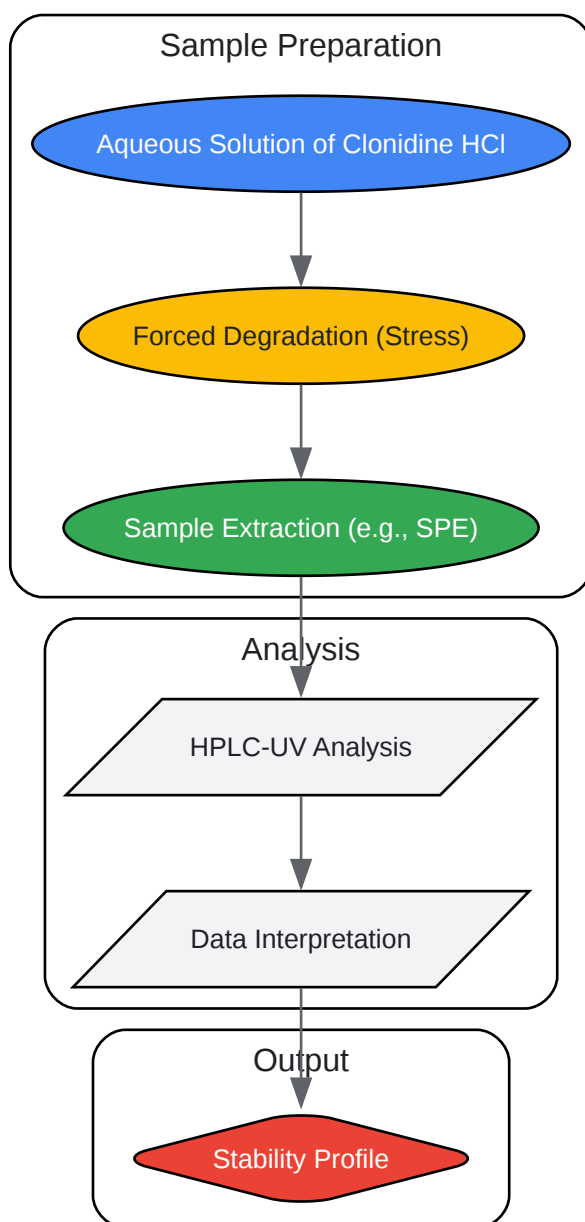 Sample Preparation
Aqueous Solution of Clonidine HCl
Forced Degradation (Stress)
Sample Extraction (e.g., SPE)
Analysis
HPLC-UV Analysis
Data Interpretation
Output
Stability Profile